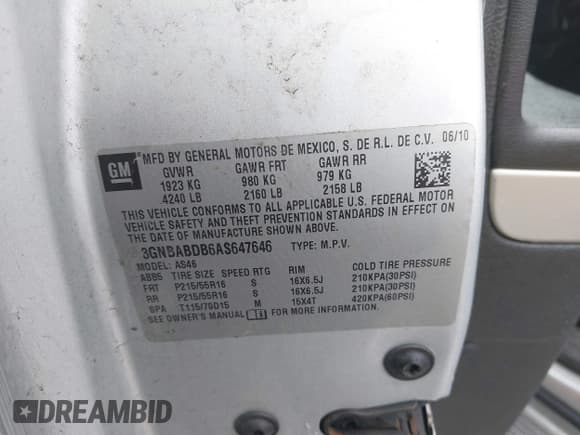 GM
MFD BY GENERAL MOTORS DE MEXICO, S. DE R.L. DE C.V. 06/10
GVWR GAWR FRT GAWR RR
1923 KG 980 KG 979 KG
4240 LB 2160 LB 2158 LB
THIS VEHICLE CONFORMS TO ALL APPLICABLE U.S. FEDERAL MOTOR
VEHICLE SAFETY AND THEFT PREVENTION STANDARDS IN EFFECT ON
THE DATE OF MANUFACTURE SHOWN ABOVE.
3GNBABDB6AS647646 TYPE: M.P.V.
MODEL: AS46
ABB5 TIRE SIZE SPEED RTG RIM COLD TIRE PRESSURE
FRT P215/55R16 S 16X6.5J 210KPA(30PSI)
RR P215/55R16 S 16X6.5J 210KPA(30PSI)
SPA T115/70D15 M 15X4T 420KPA(60PSI)
SEE OWNER'S MANUAL FOR MORE INFORMATION
DREAMBID